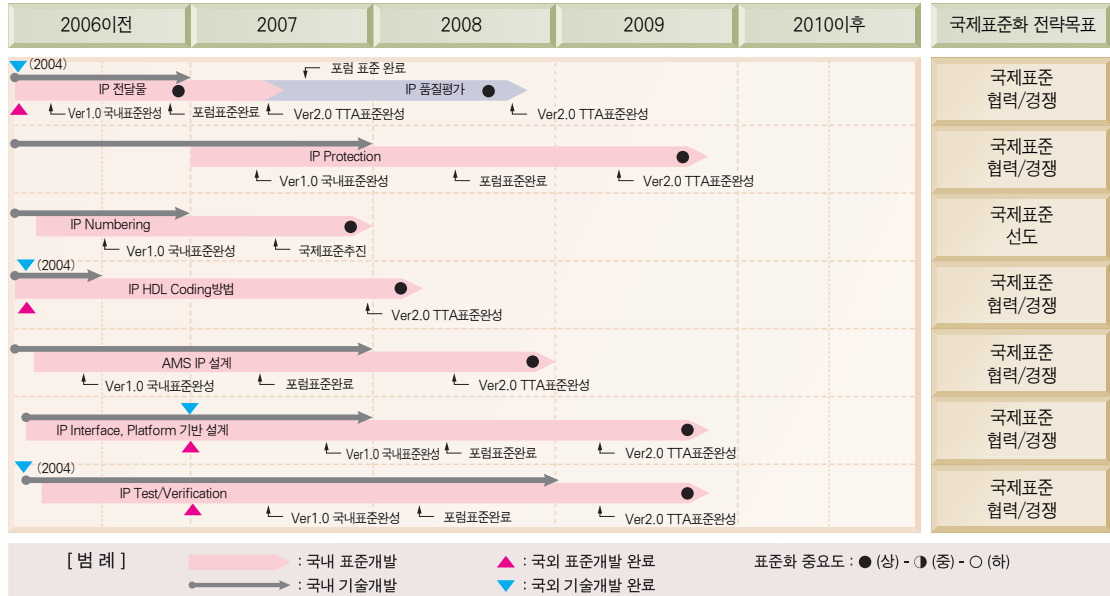 2006이전 2007 2008 2009 2010이후 국제표준화 전략목표
(2004) 포럼 표준 완료
IP 전달물 IP 품질평가
Ver1.0 국내표준완성 포럼표준완료 Ver2.0 TTA표준완성 Ver2.0 TTA표준완성
국제표준
협력/경쟁
IP Protection
Ver1.0 국내표준완성 포럼표준완료 Ver2.0 TTA표준완성
국제표준
협력/경쟁
IP Numbering
Ver1.0 국내표준완성 국제표준추진
국제표준
선도
(2004)
IP HDL Coding방법
Ver2.0 TTA표준완성
국제표준
협력/경쟁
AMS IP 설계
Ver1.0 국내표준완성 포럼표준완료 Ver2.0 TTA표준완성
국제표준
협력/경쟁
IP Interface, Platform 기반 설계
Ver1.0 국내표준완성 포럼표준완료 Ver2.0 TTA표준완성
국제표준
협력/경쟁
(2004)
IP Test/Verification
Ver1.0 국내표준완성 포럼표준완료 Ver2.0 TTA표준완성
국제표준
협력/경쟁
[ 범 례 ] : 국내 표준개발 : 국외 표준개발 완료 표준화 중요도 : ● (상) - ◑ (중) - ○ (하)
: 국내 기술개발 : 국외 기술개발 완료